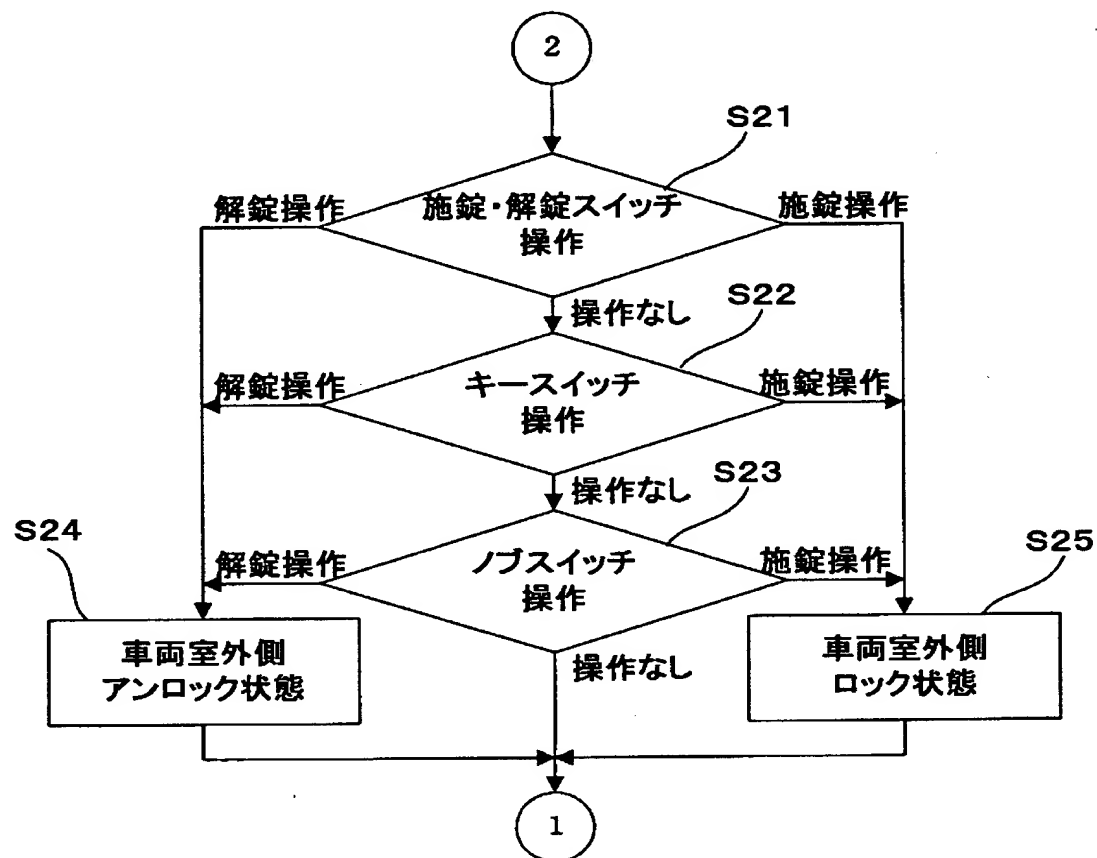 2
S21
解錠操作
施錠・解錠スイッチ
操作
施錠操作
操作なし
S22
解錠操作
キースイッチ
操作
施錠操作
操作なし
S23
解錠操作
ノブスイッチ
操作
施錠操作
S24
S25
車両室外側
アンロック状態
操作なし
車両室外側
ロック状態
1